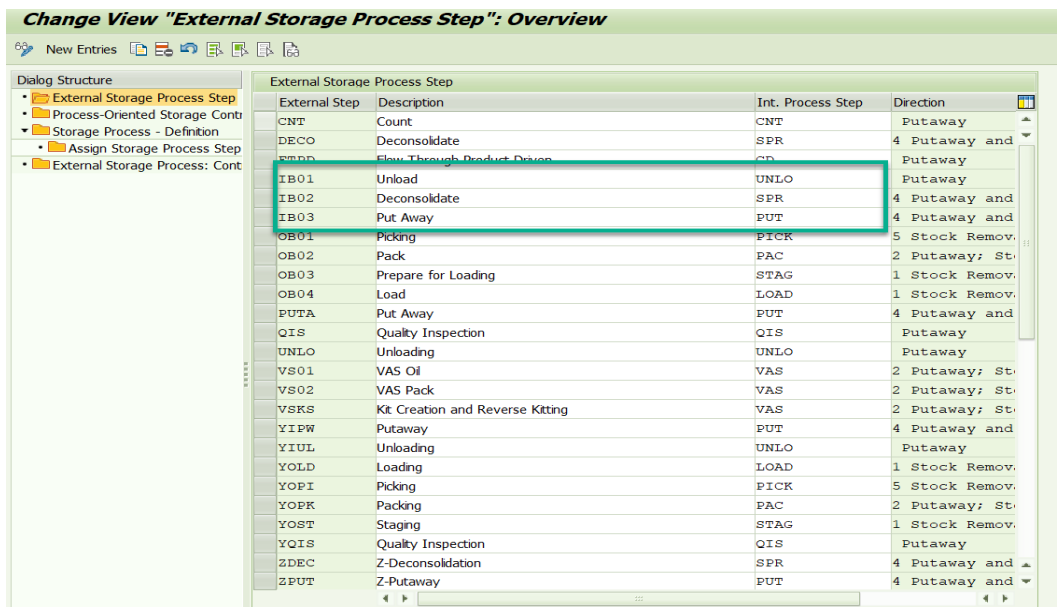 Change View "External Storage Process Step": Overview
New Entries
Dialog Structure
External Storage Process Step
Process-Oriented Storage Contr
Storage Process - Definition
Assign Storage Process Step
External Storage Process: Cont
External Storage Process Step
External Step Description Int. Process Step Direction
CNT Count CNT Putaway
DECO Deconsolidate SPR 4 Putaway and
FTPD Flow Through Product Driven CD Putaway
IB01 Unload UNLO Putaway
IB02 Deconsolidate SPR 4 Putaway and
IB03 Put Away PUT 4 Putaway and
OB01 Picking PICK 5 Stock Remov
OB02 Pack PAC 2 Putaway; St
OB03 Prepare for Loading STAG 1 Stock Remov
OB04 Load LOAD 1 Stock Remov
PUTA Put Away PUT 4 Putaway and
QIS Quality Inspection QIS Putaway
UNLO Unloading UNLO Putaway
VS01 VAS Oil VAS 2 Putaway; St
VS02 VAS Pack VAS 2 Putaway; St
VSKS Kit Creation and Reverse Kitting VAS 2 Putaway; St
YIPW Putaway PUT 4 Putaway and
YIUL Unloading UNLO Putaway
YOLD Loading LOAD 1 Stock Remov
YOPI Picking PICK 5 Stock Remov
YOPK Packing PAC 2 Putaway; St
YOST Staging STAG 1 Stock Remov
YQIS Quality Inspection QIS Putaway
ZDEC Z-Deconsolidation SPR 4 Putaway and
ZPUT Z-Putaway PUT 4 Putaway and